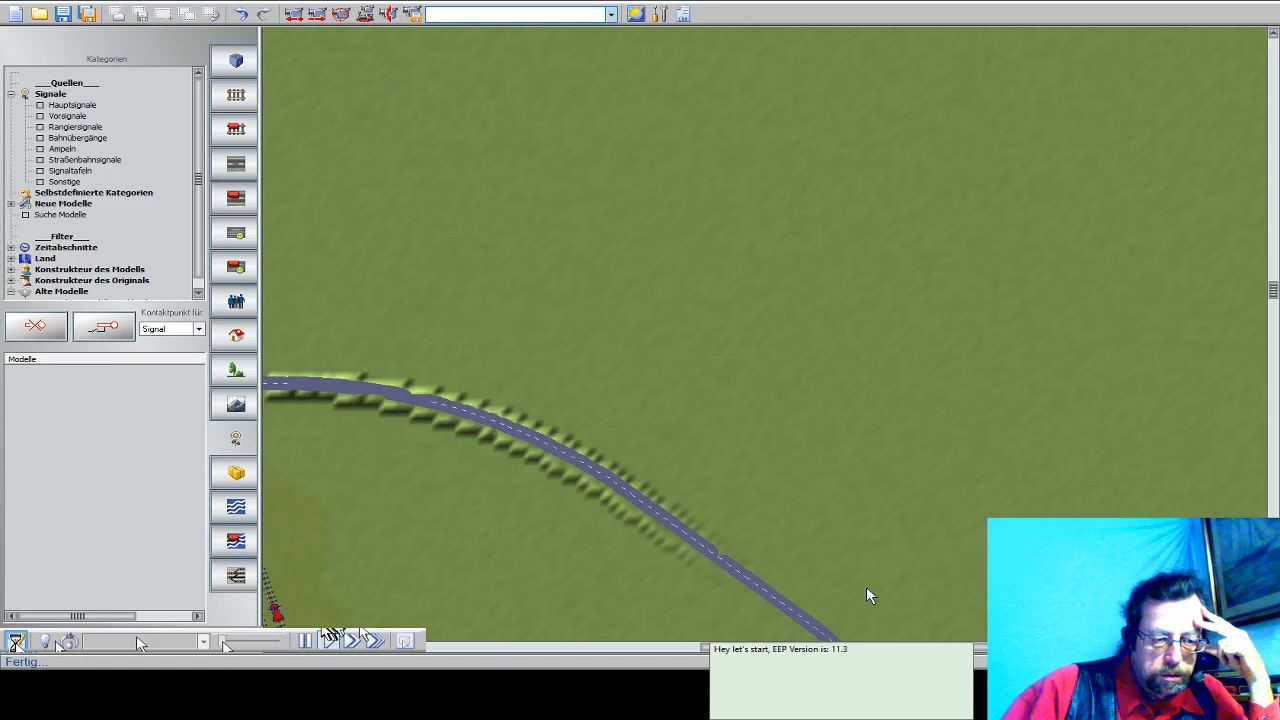 Kategorien
___Quellen___
Signale
Hauptsignale
Vorsignale
Rangiersignale
Bahnübergänge
Ampeln
Straßenbahnsignale
Signaltafeln
Sonstige
Selbstdefinierte Kategorien
Neue Modelle
Suche Modelle
___Filter___
Zeitabschnitte
Land
Konstrukteur des Modells
Konstrukteur des Originals
Alte Modelle
Kontaktpunkt für:
Signal
Modelle
Fertig...
Hey let's start, EEP Version is: 11.3